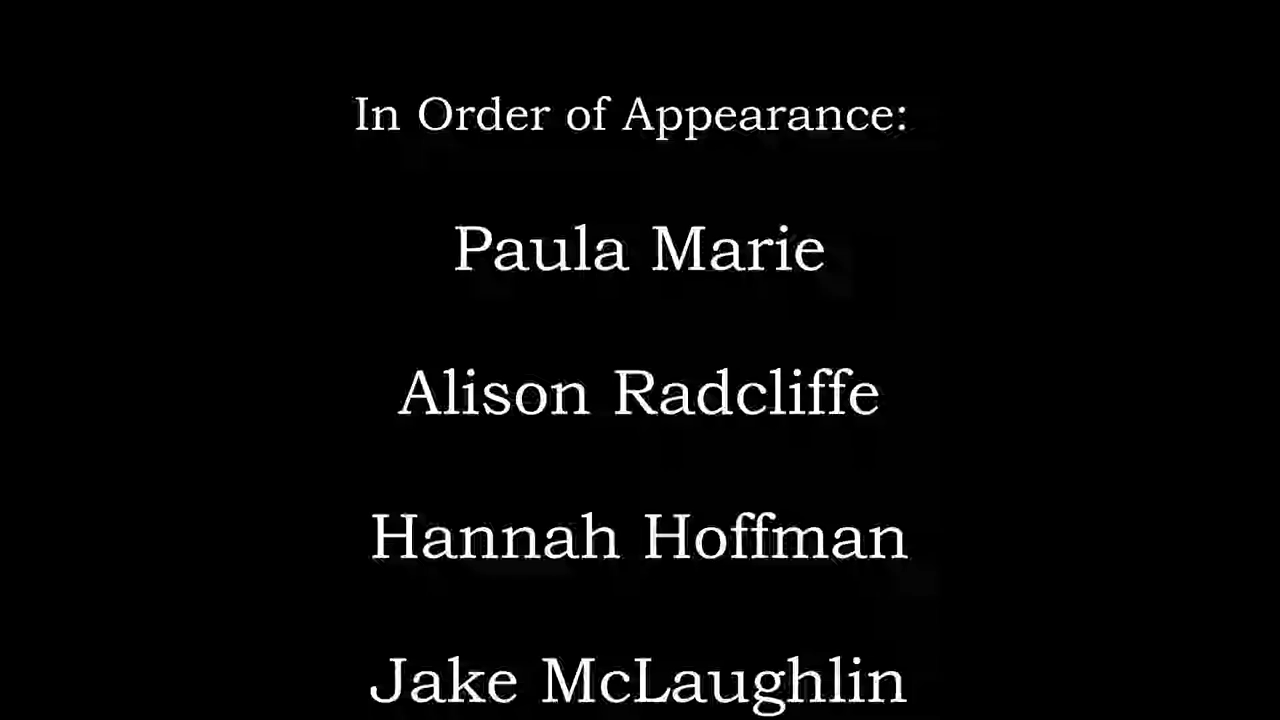 In Order of Appearance:
Paula Marie
Alison Radcliffe
Hannah Hoffman
Jake McLaughlin